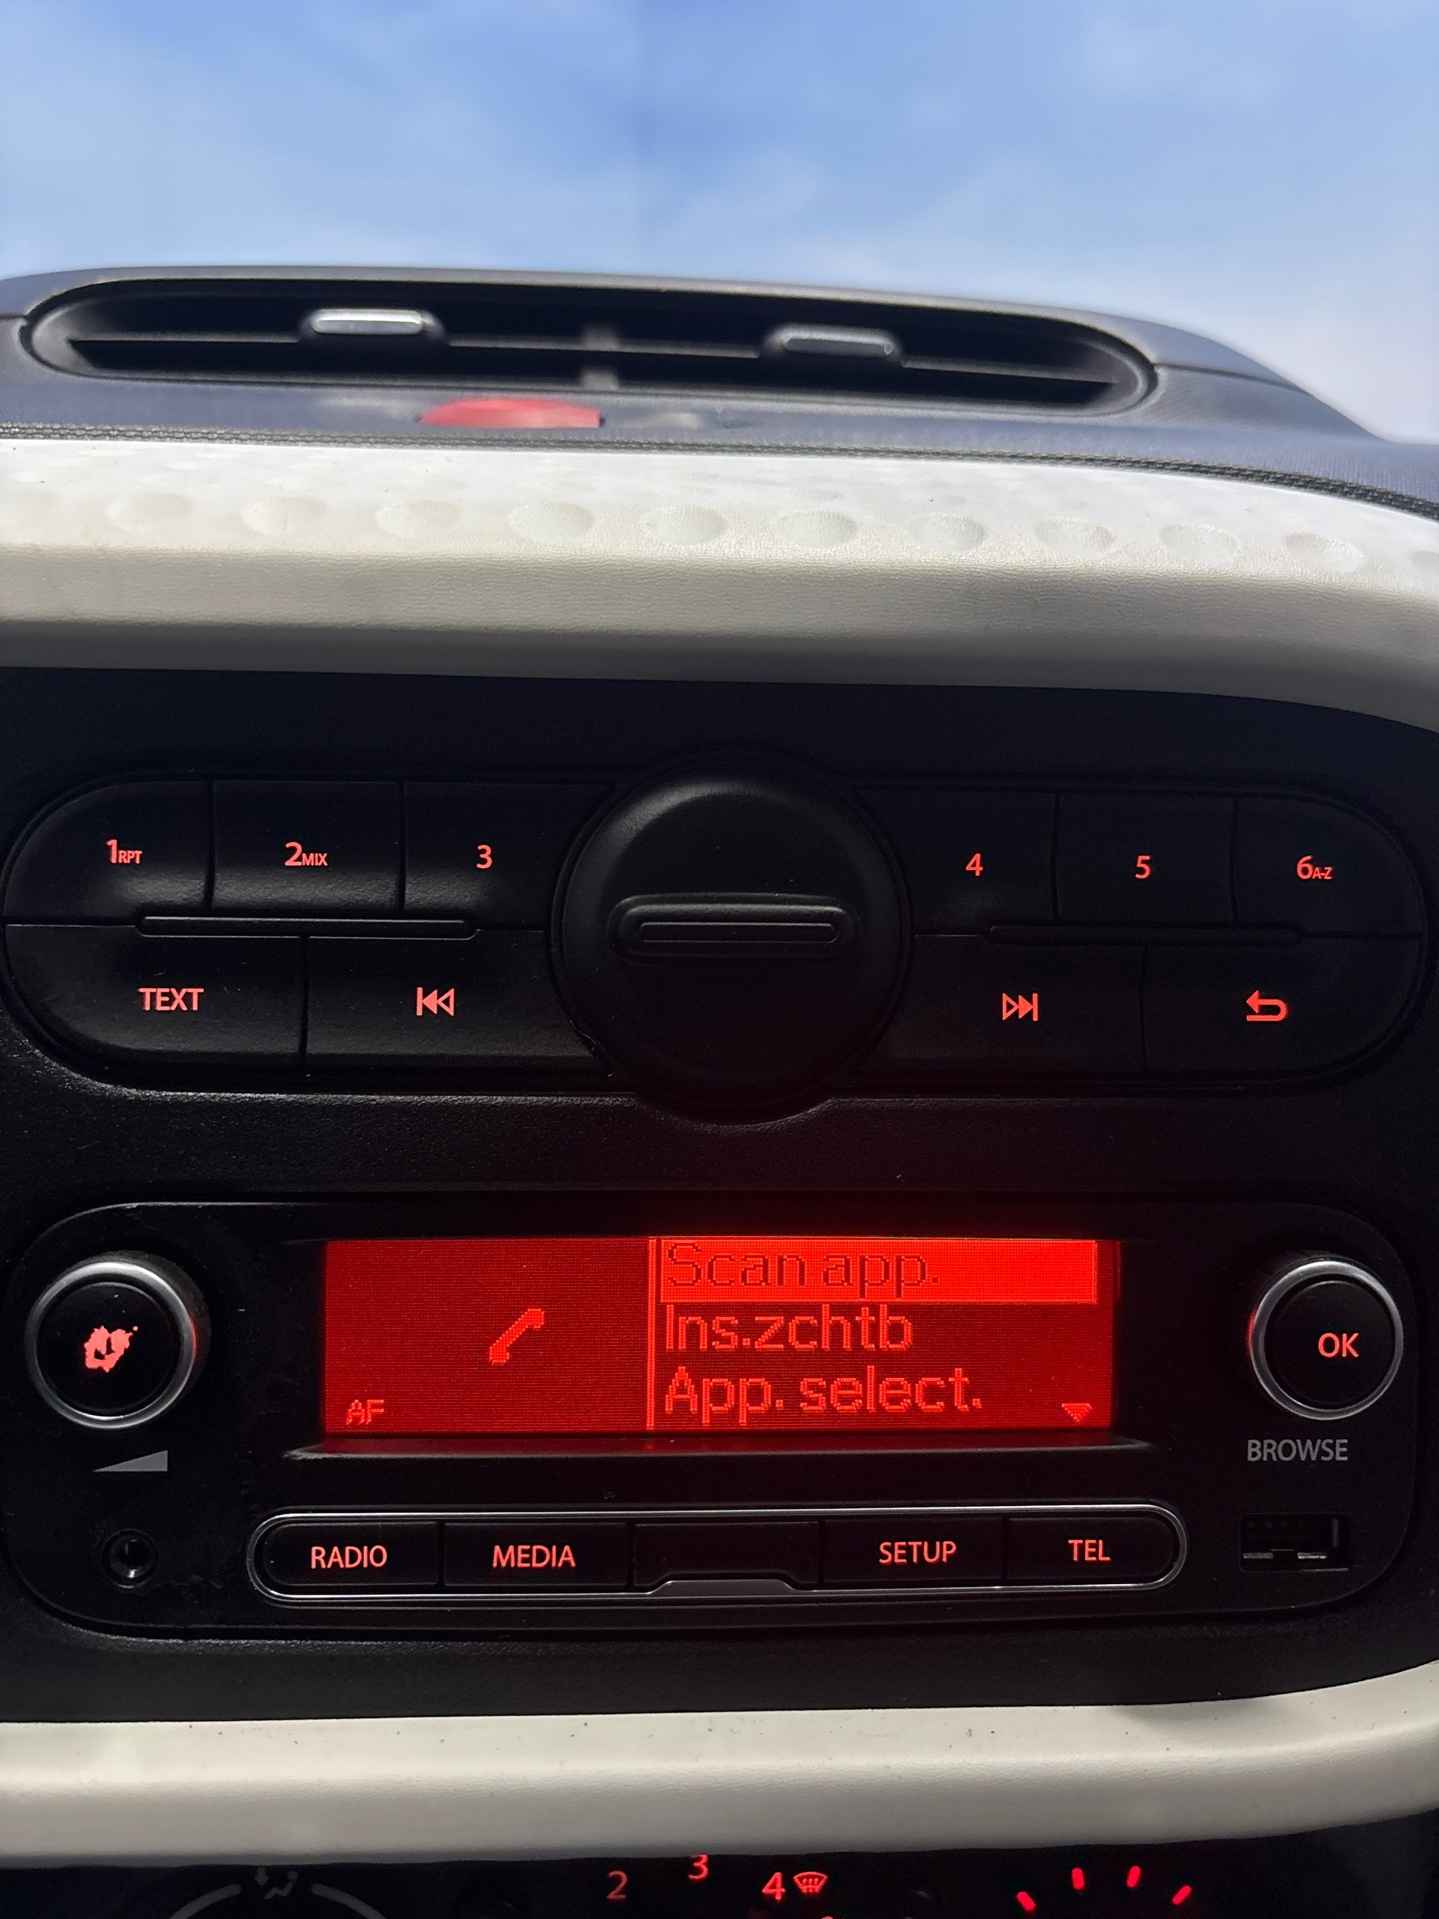 1RPT 2MIX 3 4 5 6A-Z
TEXT
Scan app.
Ins.zchtb
App. select.
AF
OK
BROWSE
RADIO MEDIA SETUP TEL
2 3 4